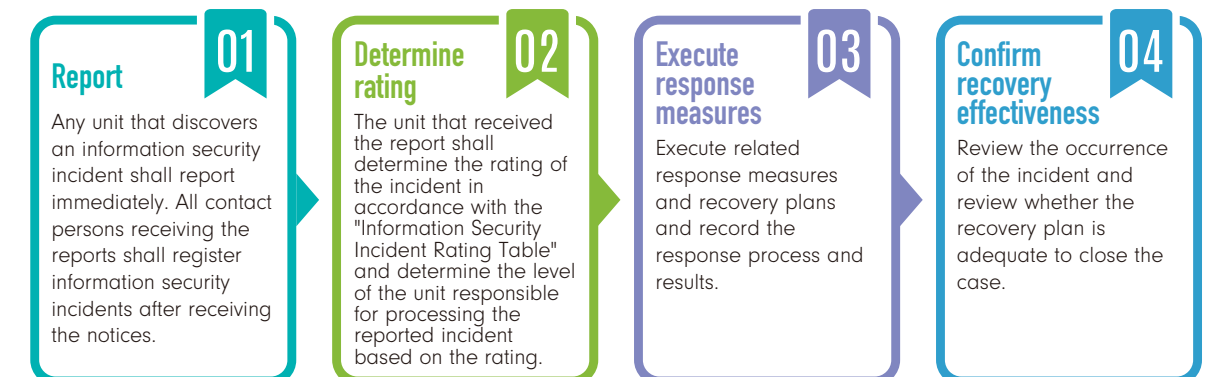 01
Report
Any unit that discovers
an information security
incident shall report
immediately. All contact
persons receiving the
reports shall register
information security
incidents after receiving
the notices.
02
Determine
rating
The unit that received
the report shall
determine the rating of
the incident in
accordance with the
"Information Security
Incident Rating Table"
and determine the level
of the unit responsible
for processing the
reported incident
based on the rating.
03
Execute
response
measures
Execute related
response measures
and recovery plans
and record the
response process and
results.
04
Confirm
recovery
effectiveness
Review the occurrence
of the incident and
review whether the
recovery plan is
adequate to close the
case.